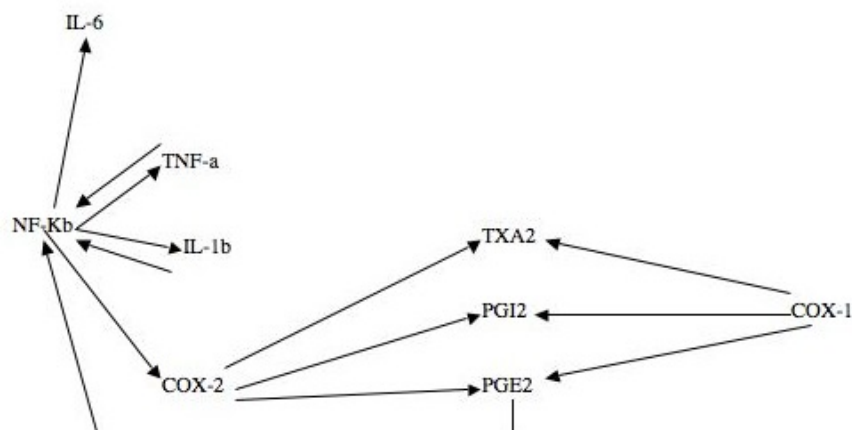 IL-6
TNF-a
NF-Kb
IL-1b
TXA2
PGI2
COX-1
COX-2
PGE2